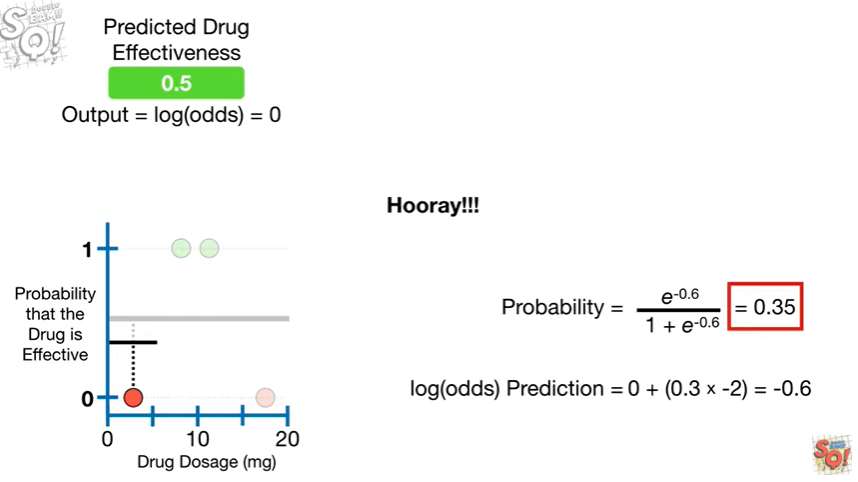 Predicted Drug
Effectiveness
0.5
Output = log(odds) = 0
Hooray!!!
1
Probability
that the
Drug is
Effective
0
0 10 20
Drug Dosage (mg)
Probability = e^-0.6 / 1 + e^-0.6 = 0.35
log(odds) Prediction = 0 + (0.3 × -2) = -0.6
SQ!